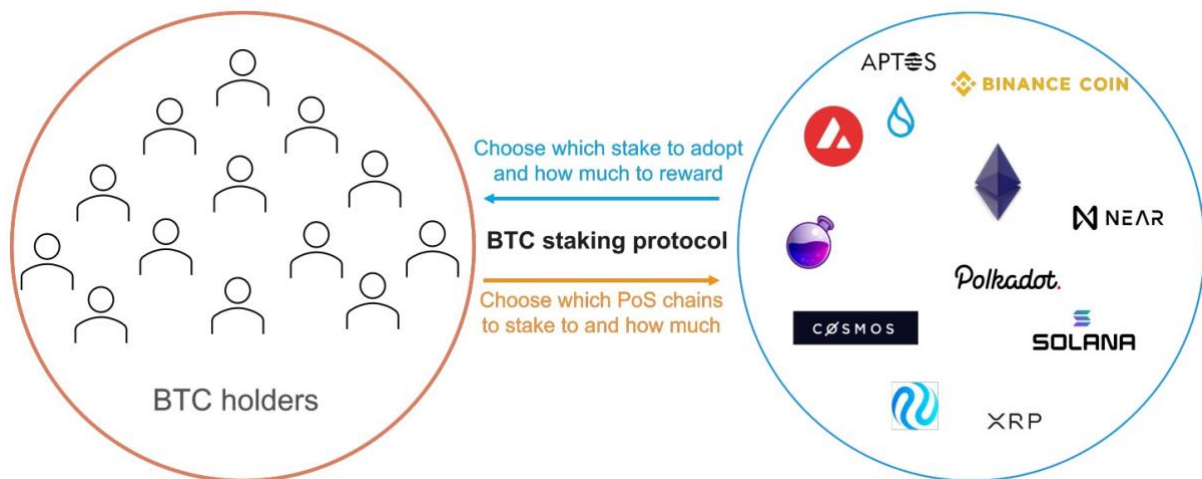 APTOS
BINANCE COIN
Choose which stake to adopt
and how much to reward
NEAR
BTC staking protocol
Polkadot.
Choose which PoS chains
to stake to and how much
CØSMOS
SOLANA
BTC holders
XRP